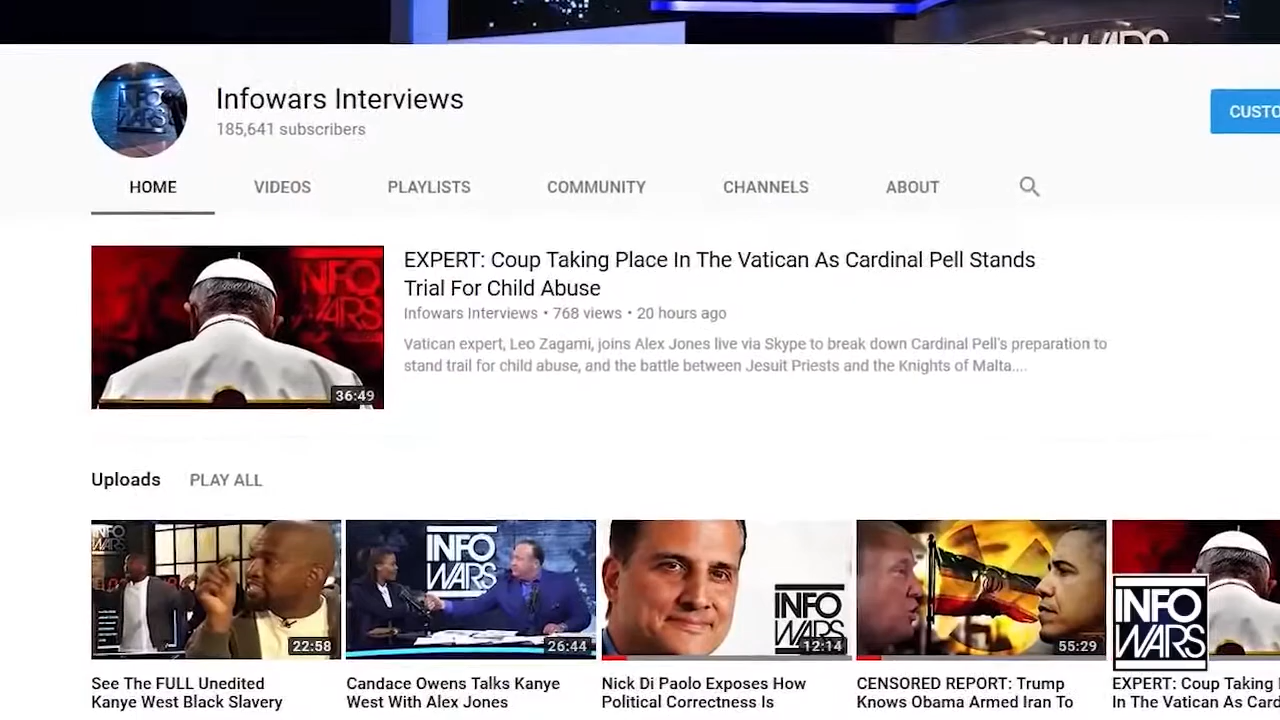 WARS
Infowars Interviews
185,641 subscribers
CUSTO
HOME VIDEOS PLAYLISTS COMMUNITY CHANNELS ABOUT
INFO
WARS
INFO
WARS
36:49
EXPERT: Coup Taking Place In The Vatican As Cardinal Pell Stands
Trial For Child Abuse
Infowars Interviews • 768 views • 20 hours ago
Vatican expert, Leo Zagami, joins Alex Jones live via Skype to break down Cardinal Pell's preparation to
stand trail for child abuse, and the battle between Jesuit Priests and the Knights of Malta....
Uploads PLAY ALL
INFO
WARS
22:58
INFO
WARS
26:44
INFO
WARS
12:14
55:29
INFO
WARS
See The FULL Unedited
Kanye West Black Slavery
Candace Owens Talks Kanye
West With Alex Jones
Nick Di Paolo Exposes How
Political Correctness Is
CENSORED REPORT: Trump
Knows Obama Armed Iran To
EXPERT: Coup Taking
In The Vatican As Card